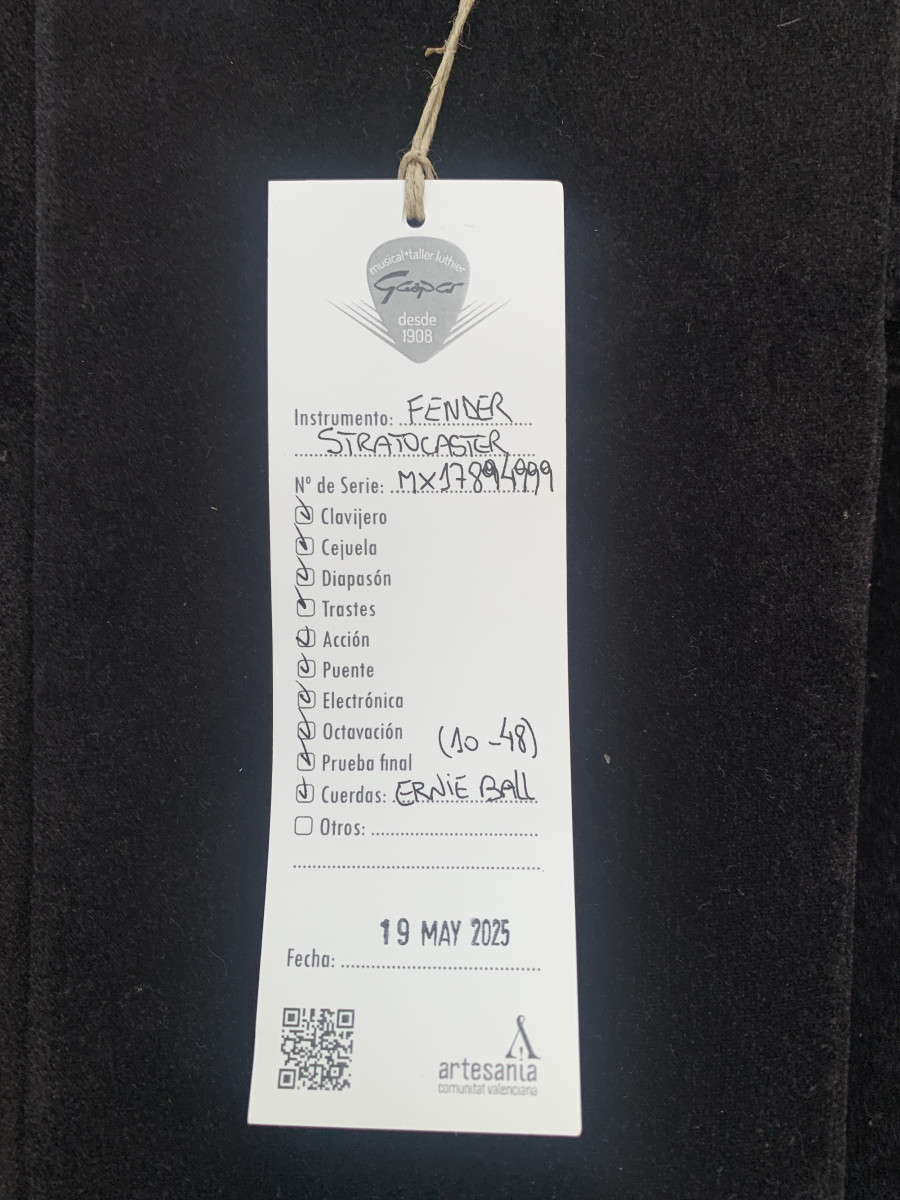 musical*taller luthier
Gaspar
desde
1908
Instrumento: FENDER
STRATOCASTER
Nº de Serie: MX17894999
Clavijero
Cejuela
Diapasón
Trastes
Acción
Puente
Electrónica
Octavación
(10-48)
Prueba final
Cuerdas: ERNIE BALL
Otros:
19 MAY 2025
Fecha:
artesanía
comunitat valenciana